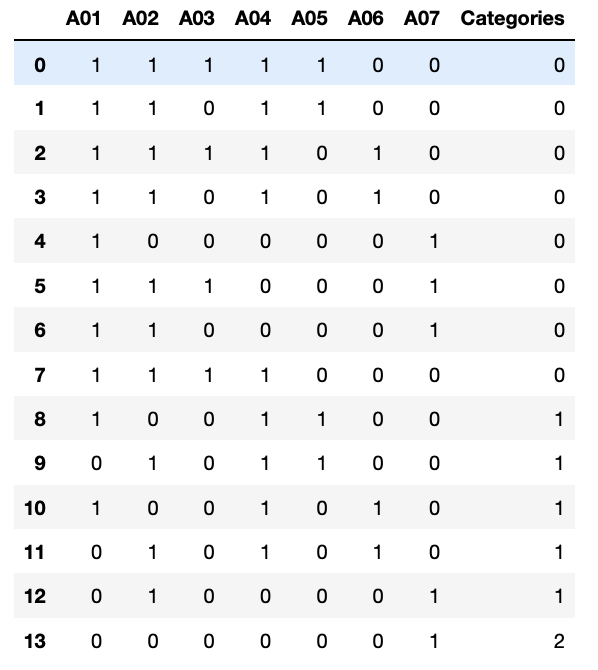 A01 A02 A03 A04 A05 A06 A07 Categories
0 1 1 1 1 1 0 0 0
1 1 1 0 1 1 0 0 0
2 1 1 1 1 0 1 0 0
3 1 1 0 1 0 1 0 0
4 1 0 0 0 0 0 1 0
5 1 1 1 0 0 0 1 0
6 1 1 0 0 0 0 1 0
7 1 1 1 1 0 0 0 0
8 1 0 0 1 1 0 0 1
9 0 1 0 1 1 0 0 1
10 1 0 0 1 0 1 0 1
11 0 1 0 1 0 1 0 1
12 0 1 0 0 0 0 1 1
13 0 0 0 0 0 0 1 2